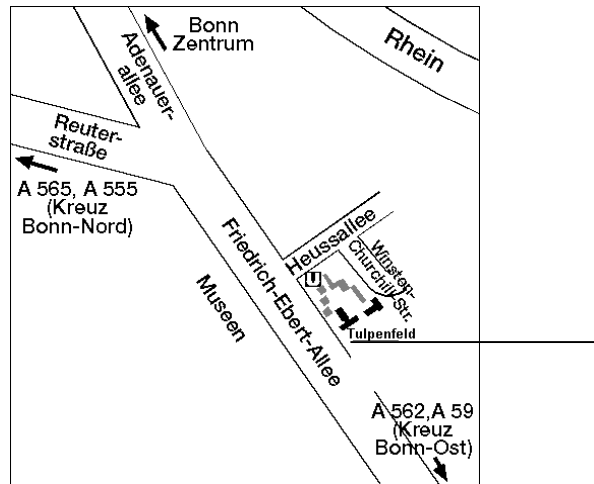 Bonn
Zentrum
Rhein
Adenauer-
allee
Reuter-
straße
A 565, A 555
(Kreuz
Bonn-Nord)
Friedrich-Ebert-Allee
Museen
Heussallee
Winston-
Churchill-Str.
U
Tulpenfeld
A 562,A 59
(Kreuz
Bonn-Ost)